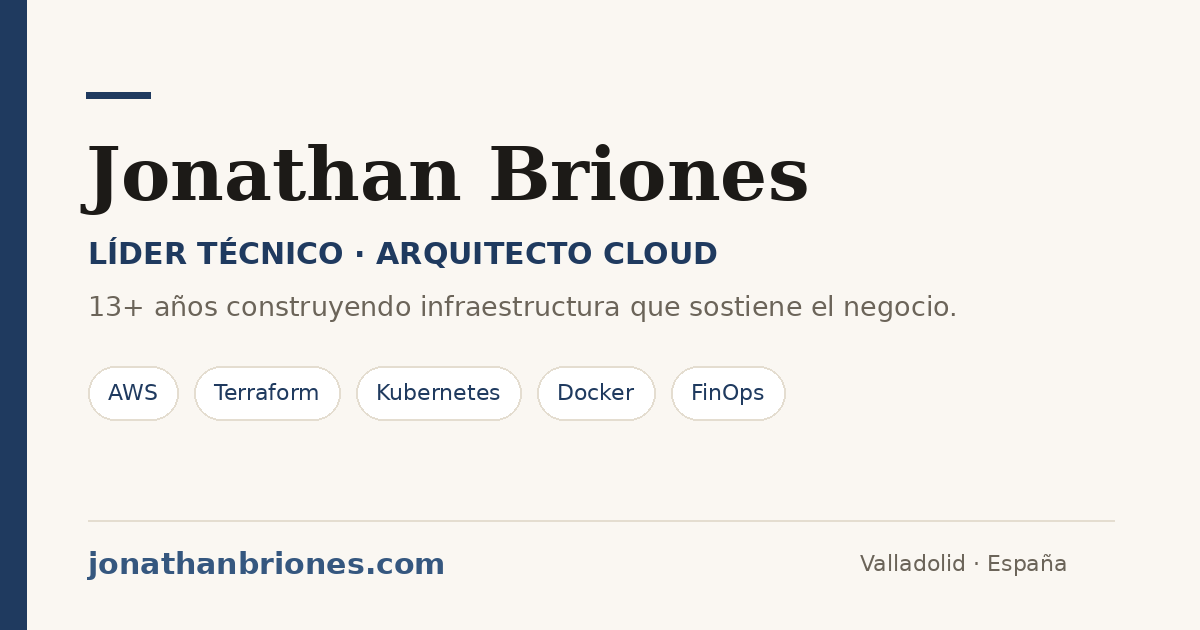 Jonathan Briones
LÍDER TÉCNICO · ARQUITECTO CLOUD
13+ años construyendo infraestructura que sostiene el negocio.
AWS Terraform Kubernetes Docker FinOps
jonathanbriones.com Valladolid · España